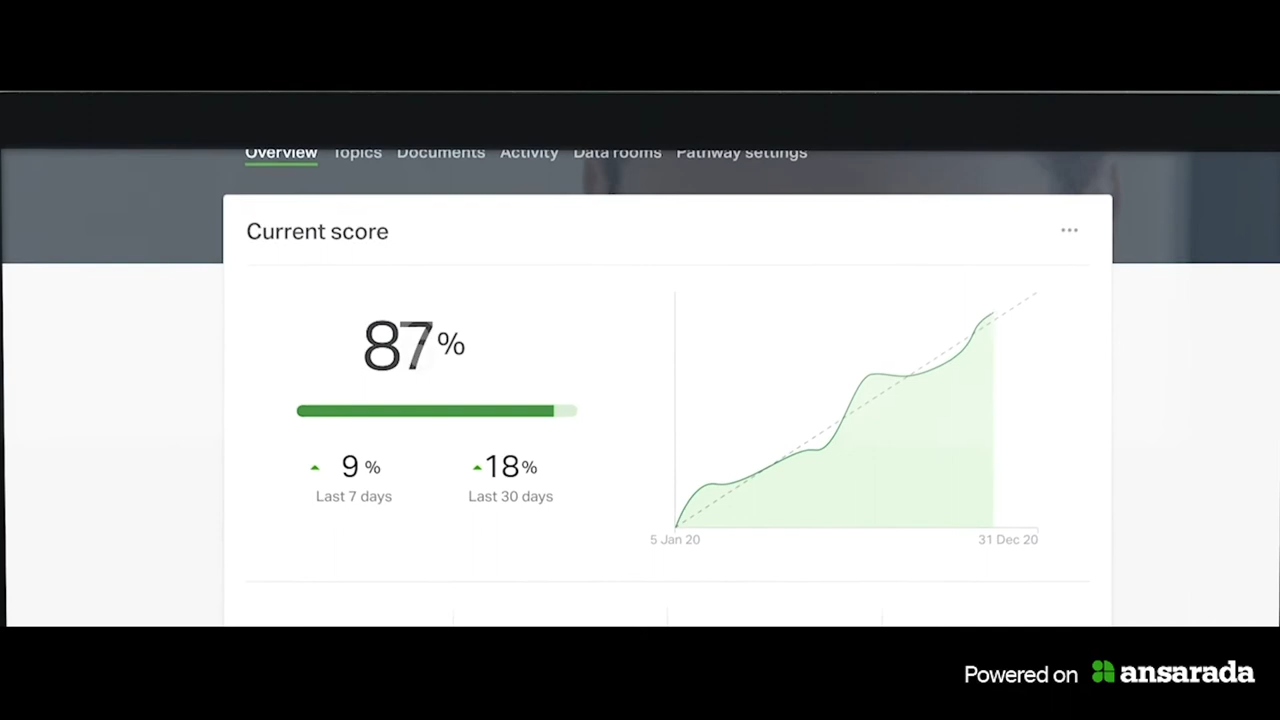 Overview Topics Documents Activity Data rooms Pathway settings
Current score
87%
9 %
18%
Last 7 days
Last 30 days
5 Jan 20
31 Dec 20
Powered on ansarada